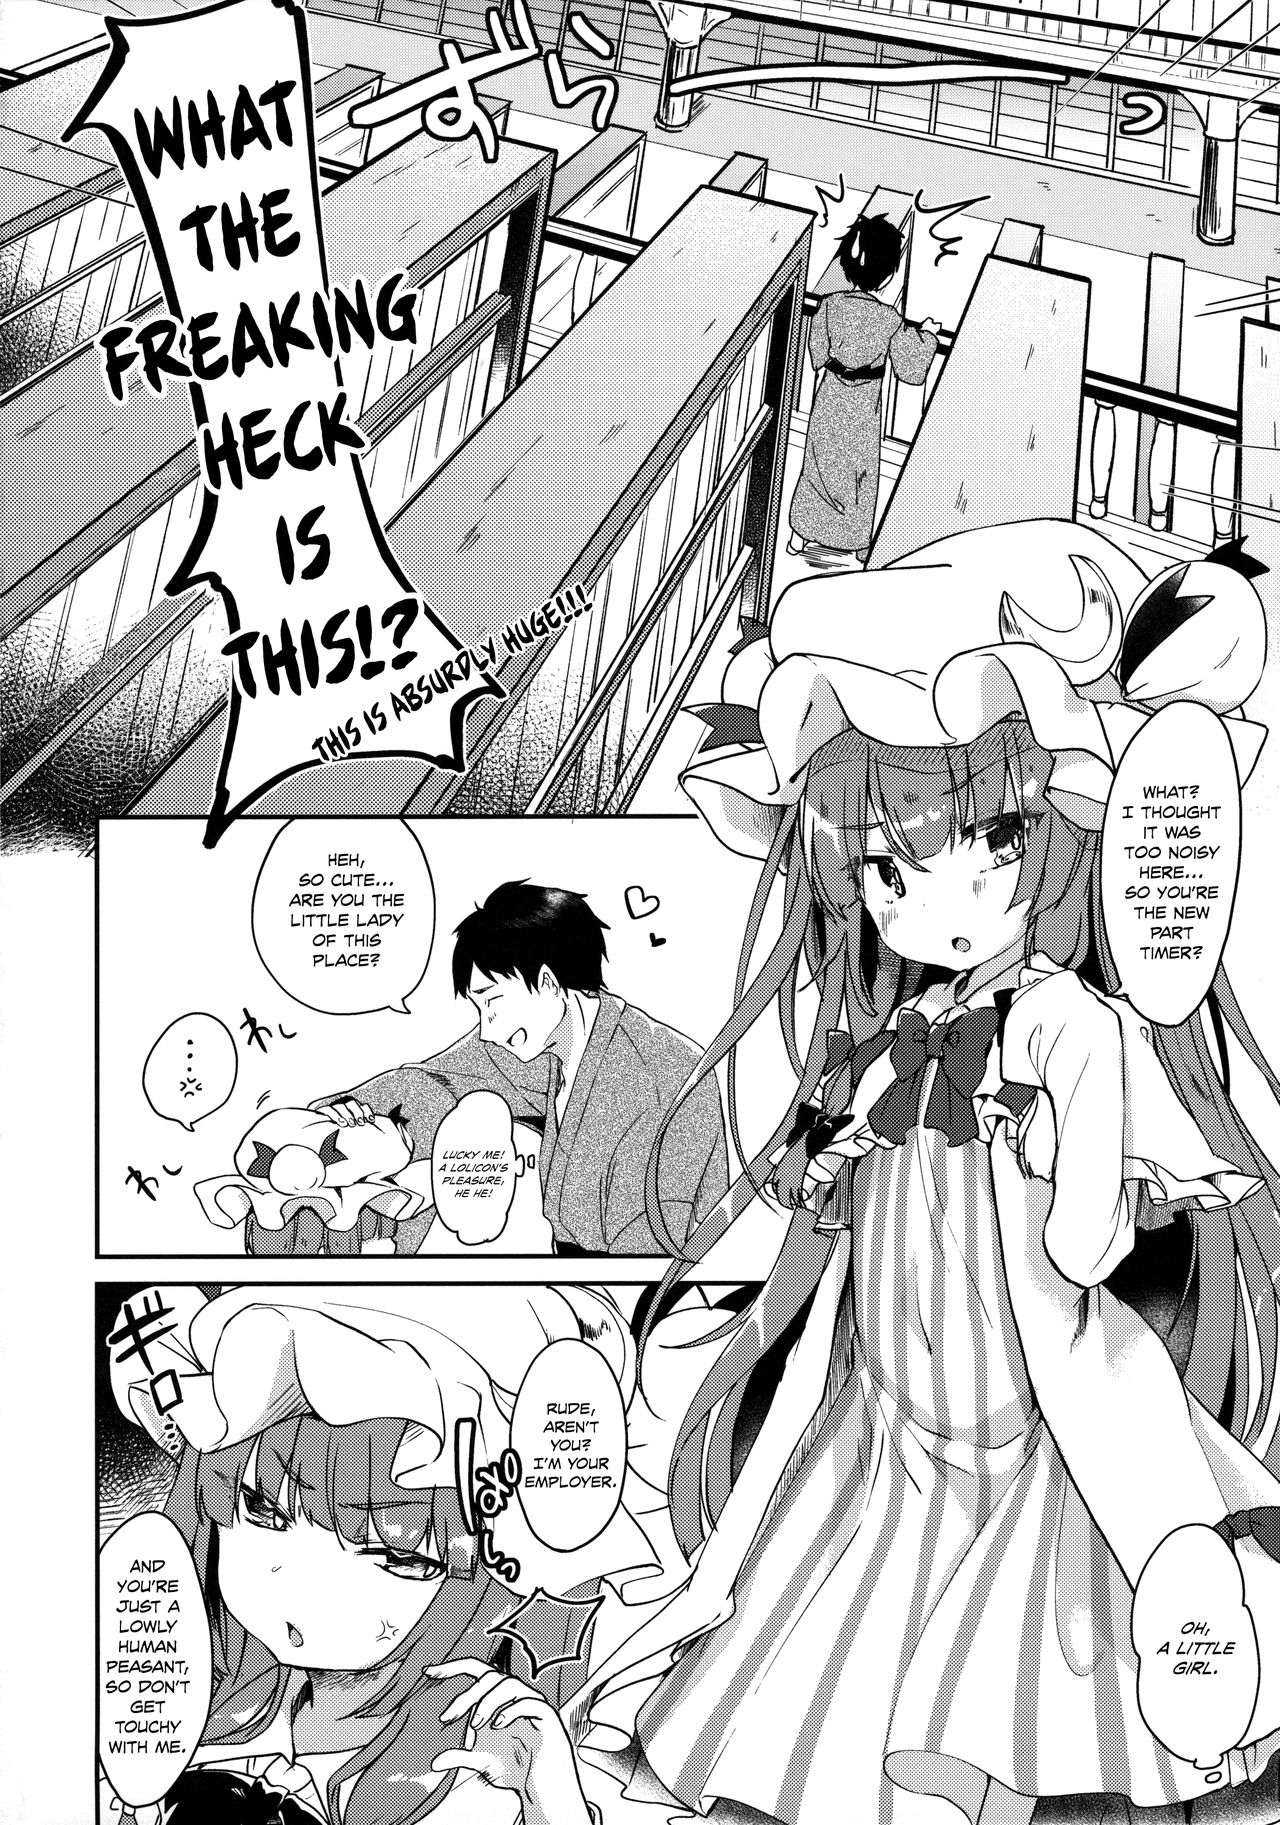 ずらっ
WHAT
THE
FREAKING
HECK
IS
THIS!?
THIS IS ABSURDLY HUGE!!!
WHAT?
I THOUGHT
IT WAS
TOO NOISY
HERE...
SO YOU'RE
THE NEW
PART
TIMER?
OH,
A LITTLE
GIRL.
HEH,
SO CUTE...
ARE YOU THE
LITTLE LADY
OF THIS
PLACE?
LUCKY ME!
A LOLICON'S
PLEASURE,
HE HE!
わし
わし
RUDE,
AREN'T
YOU?
I'M YOUR
EMPLOYER.
ギロ
AND
YOU'RE
JUST A
LOWLY
HUMAN
PEASANT,
SO DON'T
GET
TOUCHY
WITH ME.